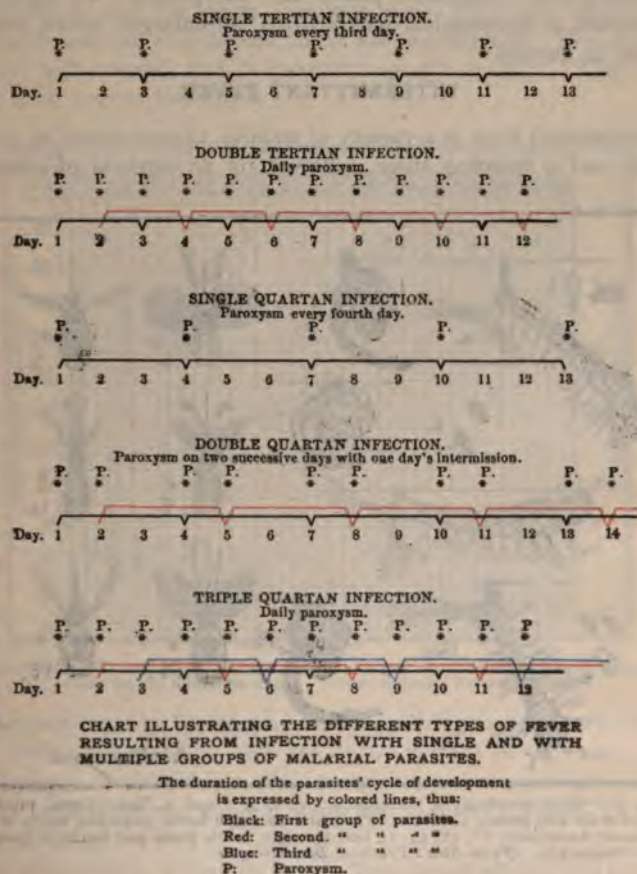 SINGLE TERTIAN INFECTION.
Paroxysm every third day.
P. P. P. P. P. P. P.
* * * * * * *
Day. 1 2 3 4 5 6 7 8 9 10 11 12 13
DOUBLE TERTIAN INFECTION.
Daily paroxysm.
P. P. P. P. P. P. P. P. P. P. P. P.
* * * * * * * * * * * *
Day. 1 2 3 4 5 6 7 8 9 10 11 12
SINGLE QUARTAN INFECTION.
Paroxysm every fourth day.
P. P. P. P. P.
* * * * *
Day. 1 2 3 4 5 6 7 8 9 10 11 12 13
DOUBLE QUARTAN INFECTION.
Paroxysm on two successive days with one day's intermission.
P. P. P. P. P. P. P. P. P. P.
* * * * * * * * * *
Day. 1 2 3 4 5 6 7 8 9 10 11 12 13 14
TRIPLE QUARTAN INFECTION.
Daily paroxysm.
P. P. P. P. P. P. P. P. P. P. P. P
* * * * * * * * * * * *
Day. 1 2 3 4 5 6 7 8 9 10 11 12
CHART ILLUSTRATING THE DIFFERENT TYPES OF FEVER
RESULTING FROM INFECTION WITH SINGLE AND WITH
MULTIPLE GROUPS OF MALARIAL PARASITES.
The duration of the parasites' cycle of development
is expressed by colored lines, thus:
Black: First group of parasites.
Red: Second. " " " "
Blue: Third " " " "
P: Paroxysm.